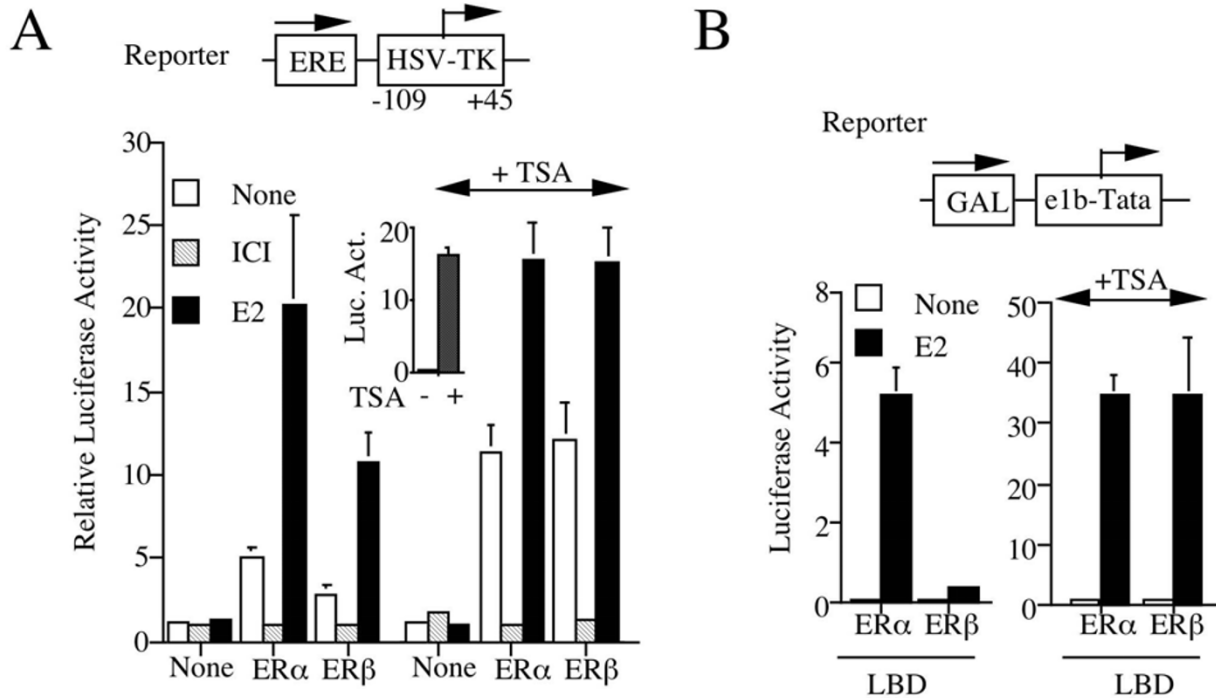 A
Reporter
ERE
HSV-TK
-109
+45
30
25
20
15
10
5
0
Relative Luciferase Activity
None
ICI
E2
+ TSA
Luc. Act.
20
10
0
TSA - +
None ERα ERβ None ERα ERβ
B
Reporter
GAL
e1b-Tata
Luciferase Activity
8
6
4
2
0
None
E2
+TSA
50
40
30
20
10
0
ERα ERβ
LBD
ERα ERβ
LBD